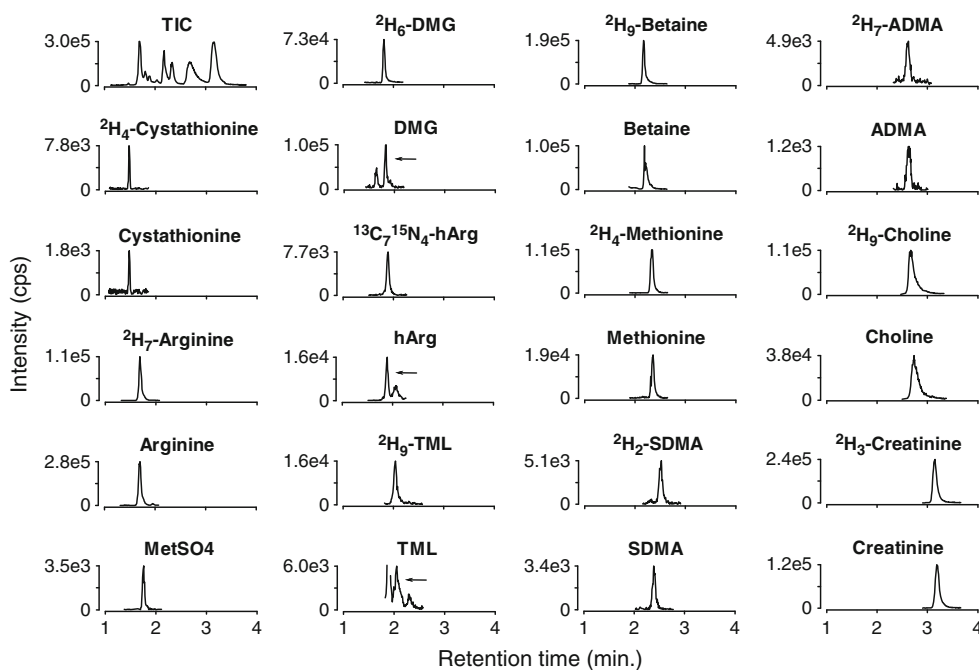 TIC
3.0e5
0
²H₆-DMG
7.3e4
0
²H₉-Betaine
1.9e5
0
²H₇-ADMA
4.9e3
0
²H₄-Cystathionine
7.8e3
0
DMG
1.0e5
0
Betaine
1.0e5
0
ADMA
1.2e3
0
Cystathionine
1.8e3
0
¹³C₇¹⁵N₄-hArg
7.7e3
0
²H₄-Methionine
1.1e5
0
²H₉-Choline
1.1e5
0
²H₇-Arginine
1.1e5
0
hArg
1.6e4
0
Methionine
1.9e4
0
Choline
3.8e4
0
Arginine
2.8e5
0
²H₉-TML
1.6e4
0
²H₂-SDMA
5.1e3
0
²H₃-Creatinine
2.4e5
0
MetSO4
3.5e3
0
TML
6.0e3
0
SDMA
3.4e3
0
Creatinine
1.2e5
0
1 2 3 4
1 2 3 4
1 2 3 4
1 2 3 4
Intensity (cps)
Retention time (min.)